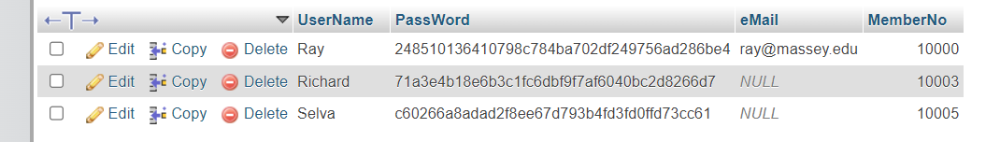 UserName PassWord eMail MemberNo
Edit Copy Delete Ray 248510136410798c784ba702df249756ad286be4 ray@massey.edu 10000
Edit Copy Delete Richard 71a3e4b18e6b3c1fc6dbf9f7af6040bc2d8266d7 NULL 10003
Edit Copy Delete Selva c60266a8adad2f8ee67d793b4fd3fd0ffd73cc61 NULL 10005